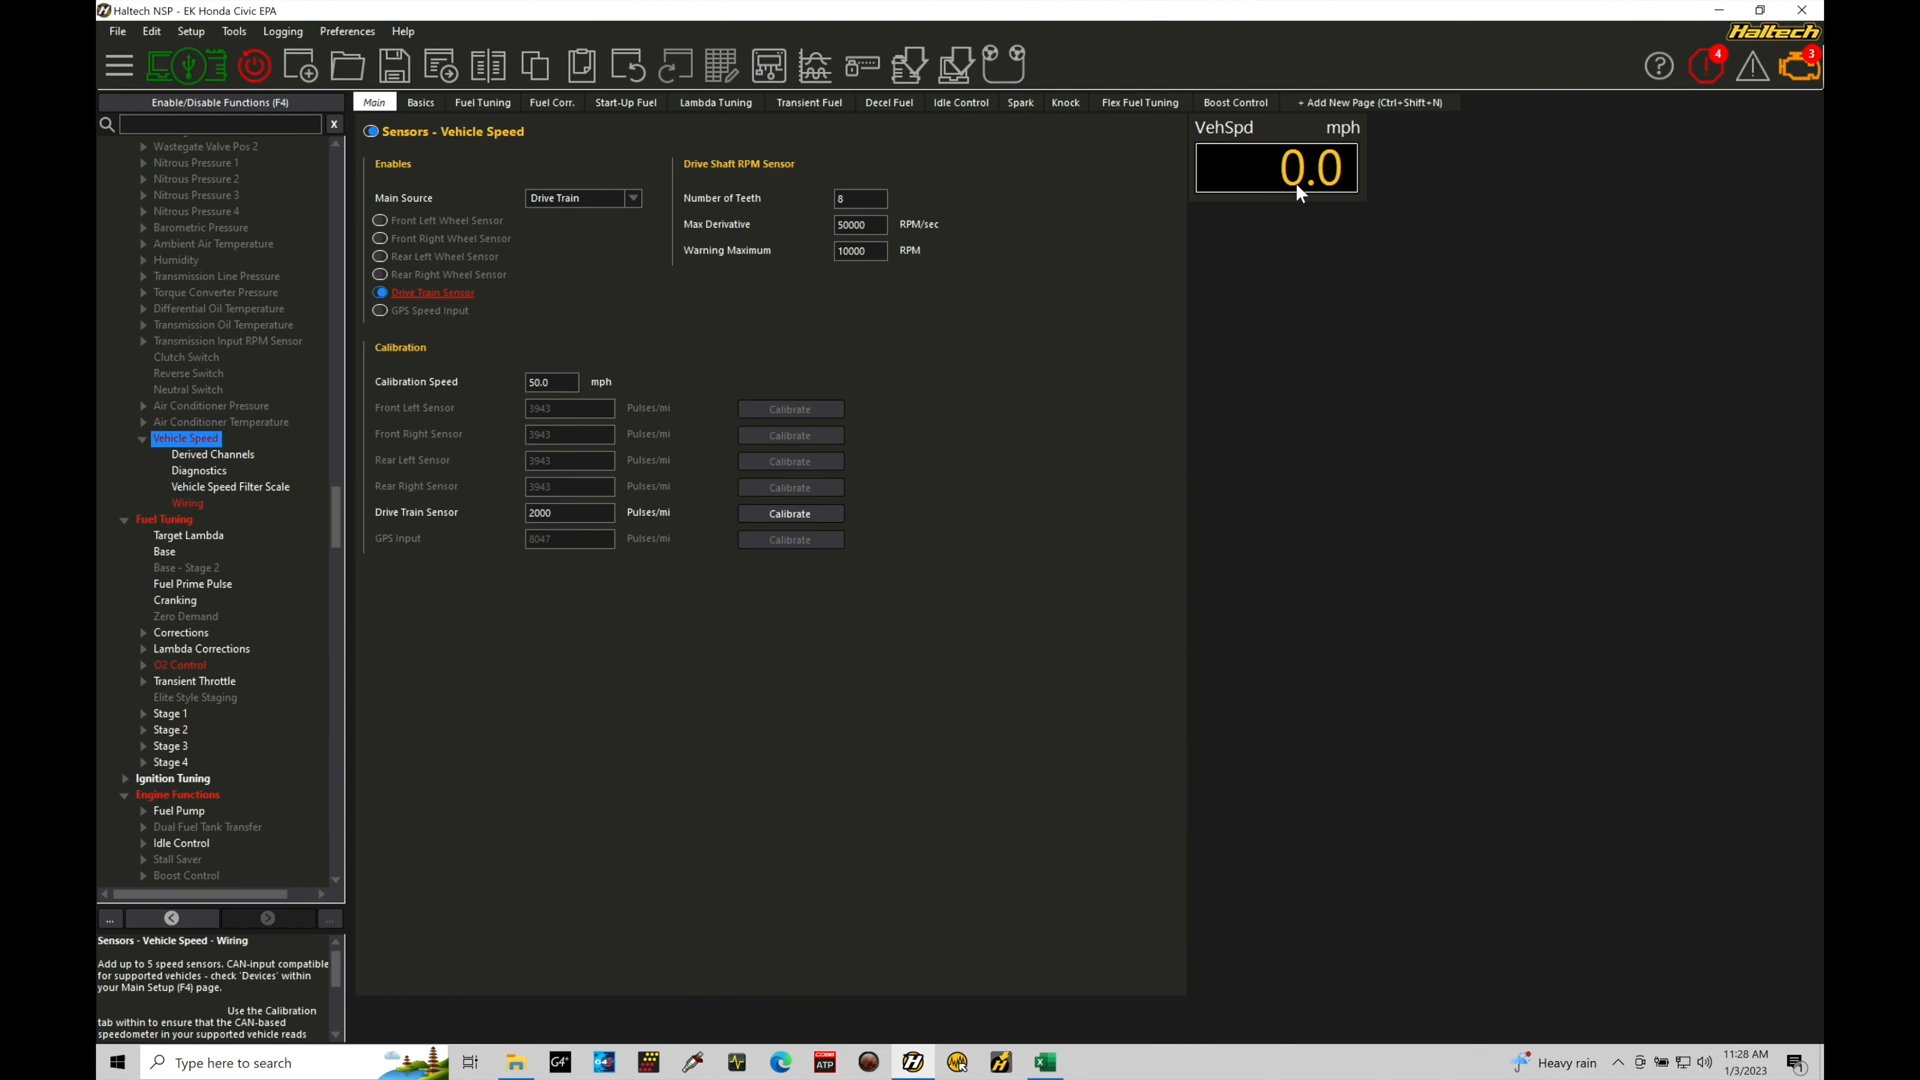 Haltech NSP - EK Honda Civic EPA
File Edit Setup Tools Logging Preferences Help
Haltech
4
3
Enable/Disable Functions (F4)
Main Basics Fuel Tuning Fuel Corr. Start-Up Fuel Lambda Tuning Transient Fuel Decel Fuel Idle Control Spark Knock Flex Fuel Tuning Boost Control + Add New Page (Ctrl+Shift+N)
X
Wastegate Valve Pos 2
Nitrous Pressure 1
Nitrous Pressure 2
Nitrous Pressure 3
Nitrous Pressure 4
Barometric Pressure
Ambient Air Temperature
Humidity
Transmission Line Pressure
Torque Converter Pressure
Differential Oil Temperature
Transmission Oil Temperature
Transmission Input RPM Sensor
Clutch Switch
Reverse Switch
Neutral Switch
Air Conditioner Pressure
Air Conditioner Temperature
Vehicle Speed
Derived Channels
Diagnostics
Vehicle Speed Filter Scale
Wiring
Fuel Tuning
Target Lambda
Base
Base - Stage 2
Fuel Prime Pulse
Cranking
Zero Demand
Corrections
Lambda Corrections
O2 Control
Transient Throttle
Elite Style Staging
Stage 1
Stage 2
Stage 3
Stage 4
Ignition Tuning
Engine Functions
Fuel Pump
Dual Fuel Tank Transfer
Idle Control
Stall Saver
Boost Control
...
...
Sensors - Vehicle Speed - Wiring
Add up to 5 speed sensors. CAN-input compatible
for supported vehicles - check 'Devices' within
your Main Setup (F4) page.
Use the Calibration
tab within to ensure that the CAN-based
speedometer in your supported vehicle reads
Sensors - Vehicle Speed
Enables
Main Source Drive Train
Front Left Wheel Sensor
Front Right Wheel Sensor
Rear Left Wheel Sensor
Rear Right Wheel Sensor
Drive Train Sensor
GPS Speed Input
Drive Shaft RPM Sensor
Number of Teeth 8
Max Derivative 50000 RPM/sec
Warning Maximum 10000 RPM
Calibration
Calibration Speed 50.0 mph
Front Left Sensor 3943 Pulses/mi Calibrate
Front Right Sensor 3943 Pulses/mi Calibrate
Rear Left Sensor 3943 Pulses/mi Calibrate
Rear Right Sensor 3943 Pulses/mi Calibrate
Drive Train Sensor 2000 Pulses/mi Calibrate
GPS Input 8047 Pulses/mi Calibrate
VehSpd mph
0.0
Type here to search
G4+
COBB
ATP
Heavy rain
11:28 AM
1/3/2023
1